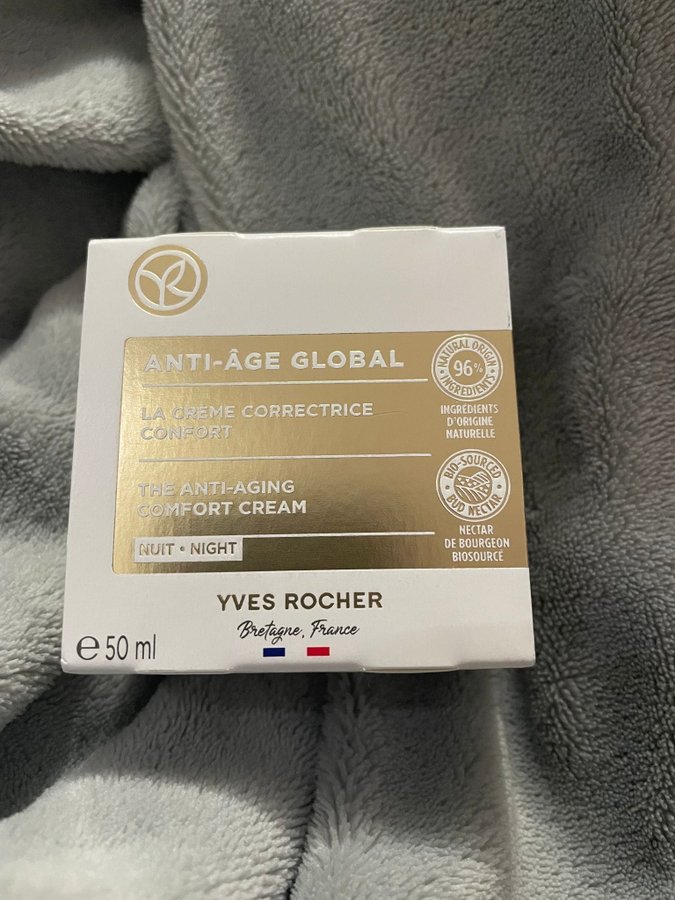 ANTI-ÂGE GLOBAL
LA CRÈME CORRECTRICE
CONFORT
THE ANTI-AGING
COMFORT CREAM
NUIT • NIGHT
NATURAL ORIGIN
96%
INGREDIENTS
INGRÉDIENTS
D'ORIGINE
NATURELLE
BIO-SOURCED
BUD NECTAR
NECTAR
DE BOURGEON
BIOSOURCÉ
YVES ROCHER
Bretagne, France
℮ 50 ml